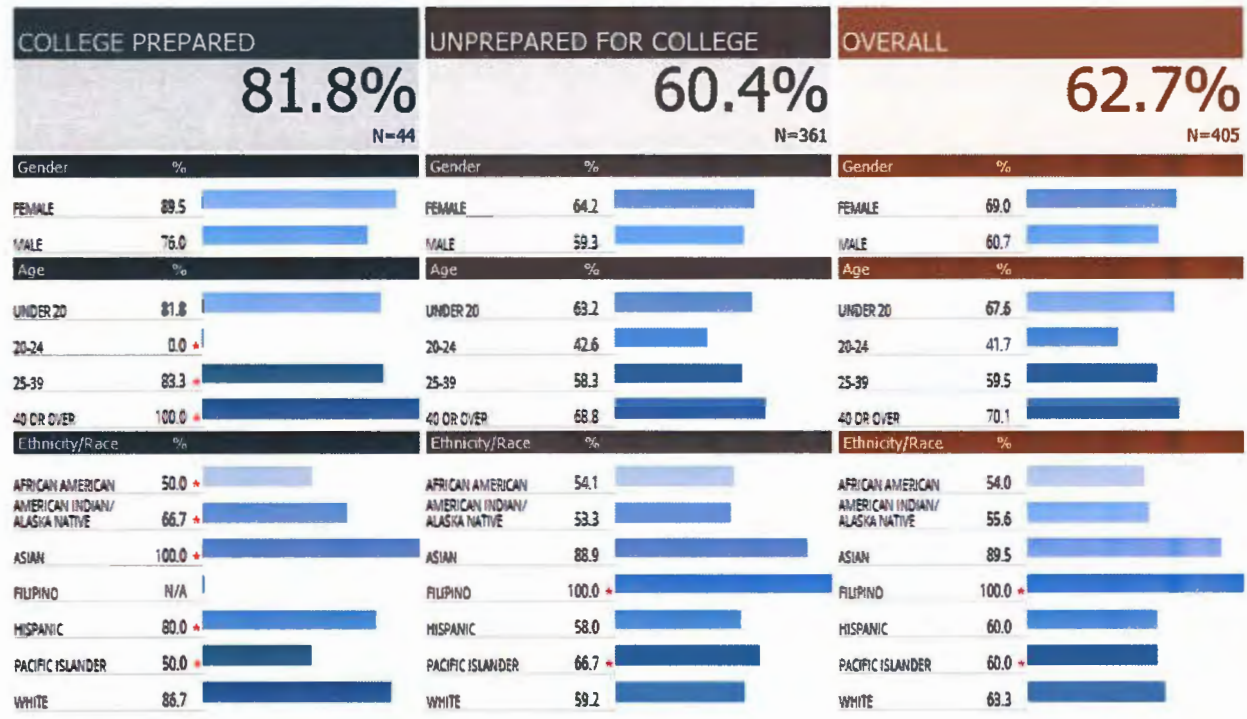 COLLEGE PREPARED
81.8%
N=44
Gender %
FEMALE 89.5
MALE 76.0
Age %
UNDER 20 81.8
20-24 0.0 *
25-39 83.3 *
40 OR OVER 100.0 *
Ethnicity/Race %
AFRICAN AMERICAN 50.0 *
AMERICAN INDIAN/
ALASKA NATIVE 66.7 *
ASIAN 100.0 *
FILIPINO N/A
HISPANIC 80.0 *
PACIFIC ISLANDER 50.0 *
WHITE 86.7
UNPREPARED FOR COLLEGE
60.4%
N=361
Gender %
FEMALE 64.2
MALE 59.3
Age %
UNDER 20 63.2
20-24 42.6
25-39 58.3
40 OR OVER 68.8
Ethnicity/Race %
AFRICAN AMERICAN 54.1
AMERICAN INDIAN/
ALASKA NATIVE 53.3
ASIAN 88.9
FILIPINO 100.0 *
HISPANIC 58.0
PACIFIC ISLANDER 66.7 *
WHITE 59.2
OVERALL
62.7%
N=405
Gender %
FEMALE 69.0
MALE 60.7
Age %
UNDER 20 67.6
20-24 41.7
25-39 59.5
40 OR OVER 70.1
Ethnicity/Race %
AFRICAN AMERICAN 54.0
AMERICAN INDIAN/
ALASKA NATIVE 55.6
ASIAN 89.5
FILIPINO 100.0 *
HISPANIC 60.0
PACIFIC ISLANDER 60.0 *
WHITE 63.3